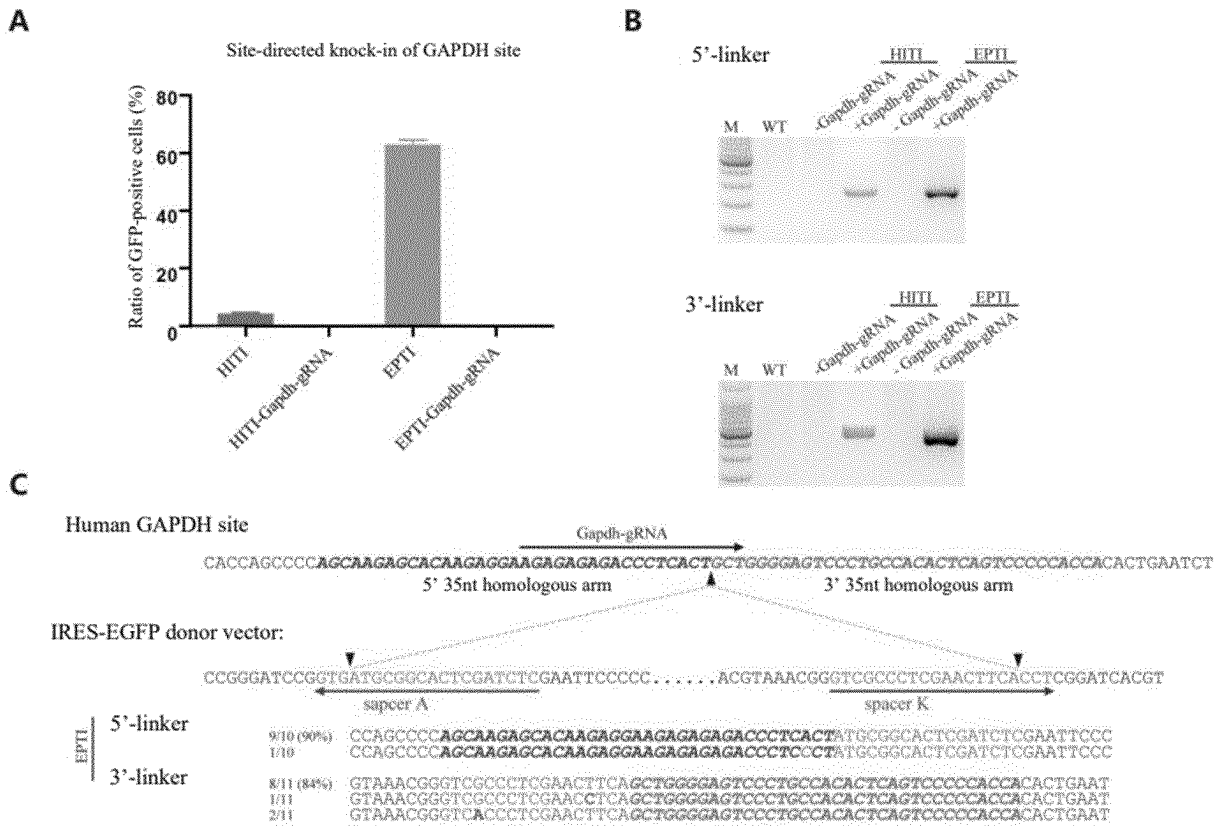 A
Site-directed knock-in of GAPDH site
Ratio of GFP-positive cells (%)
80
60
40
20
0
HITI
HITI-Gapdh-gRNA
EPTI
EPTI-Gapdh-gRNA
B
5'-linker
HITI
EPTI
M
WT
-Gapdh-gRNA
+Gapdh-gRNA
- Gapdh-gRNA
+Gapdh-gRNA
3'-linker
HITI
EPTI
M
WT
-Gapdh-gRNA
+Gapdh-gRNA
- Gapdh-gRNA
+Gapdh-gRNA
C
Human GAPDH site
Gapdh-gRNA
CACCAGCCCCAGCAAGAGCACAAGAGGAAGAGAGAGACCCTCACTGCTGGGGAGTCCCTGCCACACTCAGTCCCCCACCACACTGAATCT
5' 35nt homologous arm
3' 35nt homologous arm
IRES-EGFP donor vector:
CCGGGATCCGGTGATGCGGCACTCGATCTCGAATTCCCCC......ACGTAAACGGGTCGCCCTCGAACTTCACCTCGGATCACGT
sapcer A
spacer K
EPTI
5'-linker
9/10 (90%) CCAGCCCCAGCAAGAGCACAAGAGGAAGAGAGAGACCCTCACTATGCGGCACTCGATCTCGAATTCCC
1/10 CCAGCCCCAGCAAGAGCACAAGAGGAAGAGAGAGACCCTCCCTATGCGGCACTCGATCTCGAATTCCC
3'-linker
8/11 (84%) GTAAACGGGTCGCCCTCGAACTTCAGCTGGGGAGTCCCTGCCACACTCAGTCCCCCACCACACTGAAT
1/11 GTAAACGGGTCGCCCTCGAACCTCAGCTGGGGAGTCCCTGCCACACTCAGTCCCCCACCACACTGAAT
2/11 GTAAACGGGTCACCCTCGAACTTCAGCTGGGGAGTCCCTGCCACACTCAGTCCCCCACCACACTGAAT